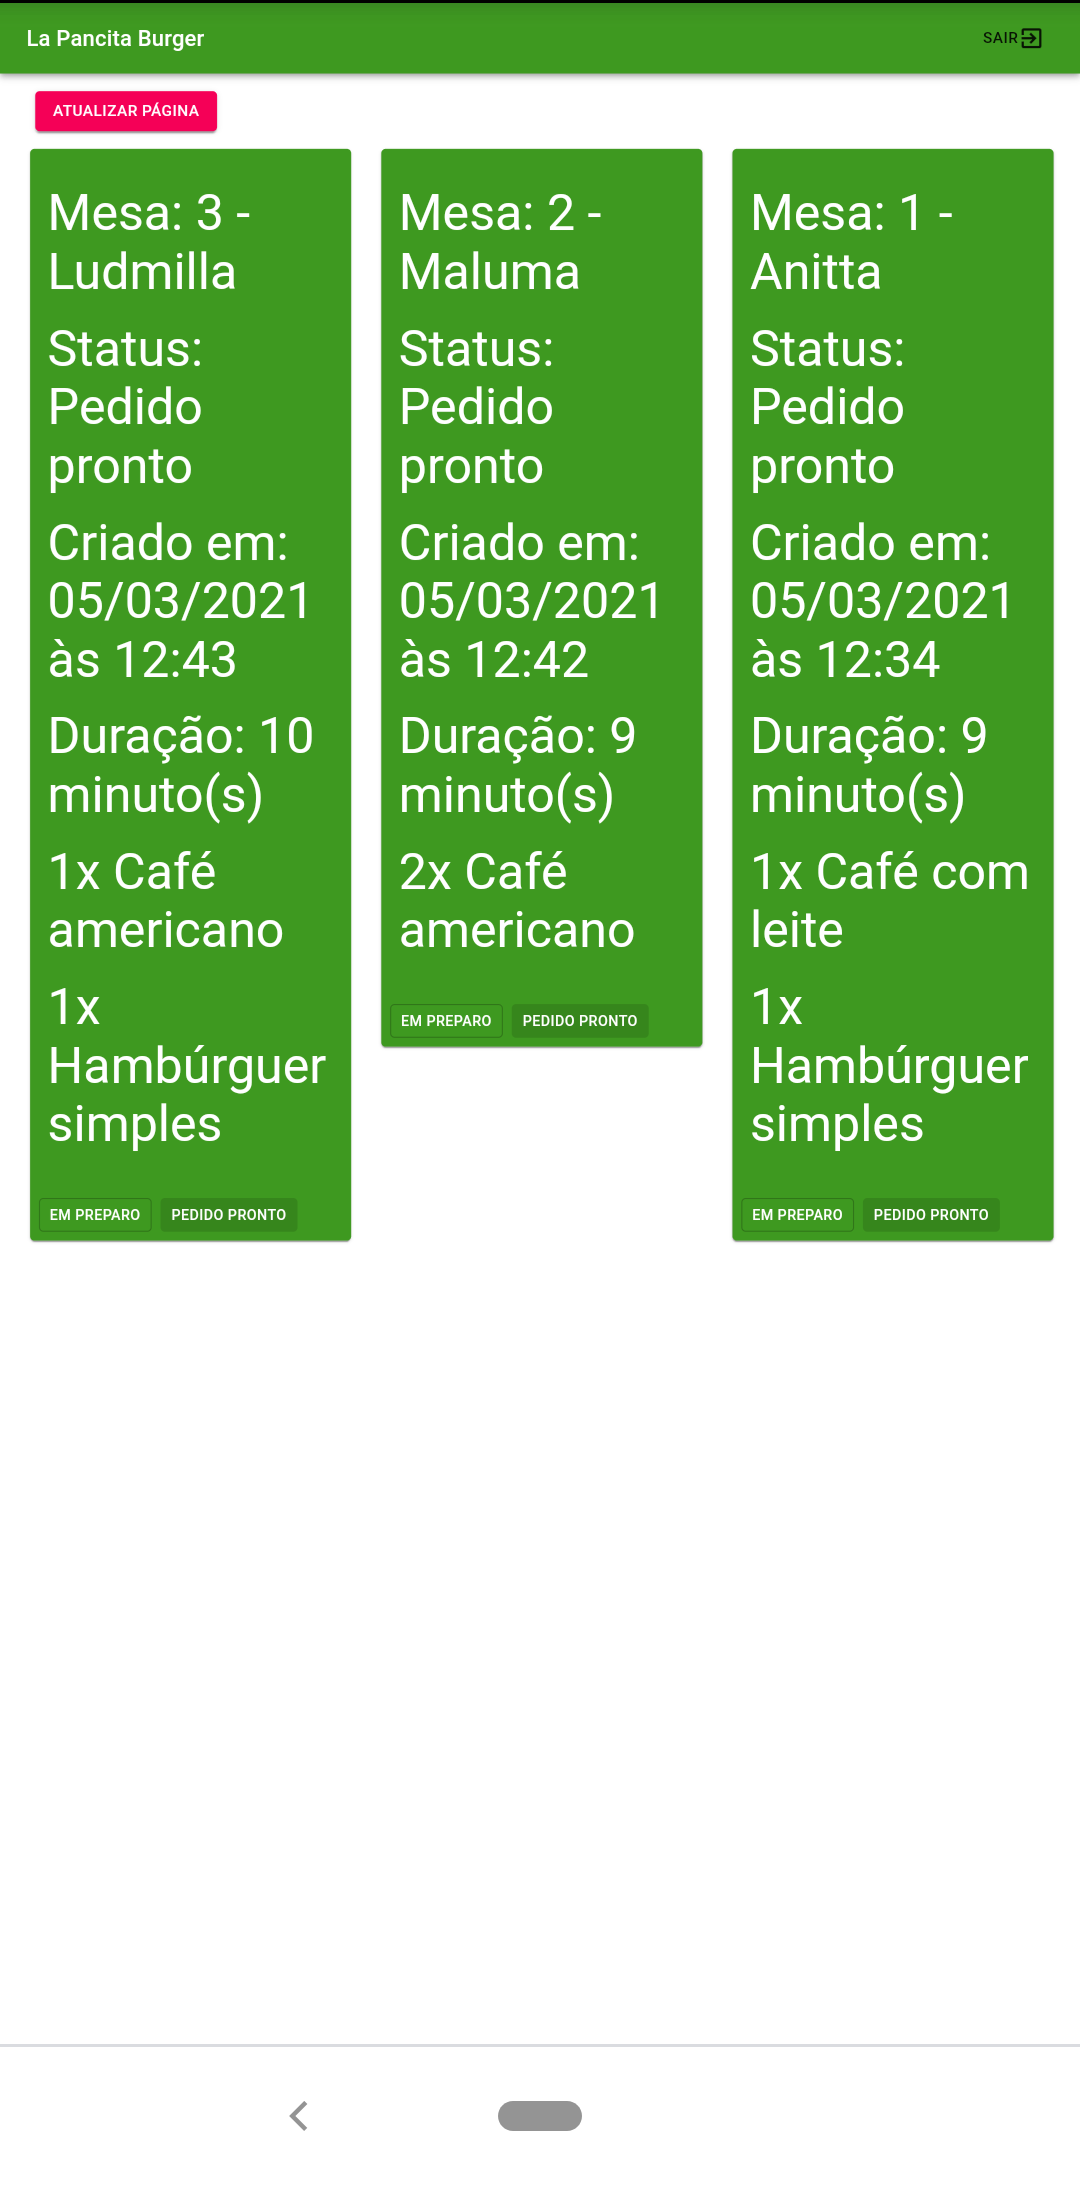 La Pancita Burger
SAIR
ATUALIZAR PÁGINA
Mesa: 3 -
Ludmilla
Status:
Pedido
pronto
Criado em:
05/03/2021
às 12:43
Duração: 10
minuto(s)
1x Café
americano
1x
Hambúrguer
simples
EM PREPARO
PEDIDO PRONTO
Mesa: 2 -
Maluma
Status:
Pedido
pronto
Criado em:
05/03/2021
às 12:42
Duração: 9
minuto(s)
2x Café
americano
EM PREPARO
PEDIDO PRONTO
Mesa: 1 -
Anitta
Status:
Pedido
pronto
Criado em:
05/03/2021
às 12:34
Duração: 9
minuto(s)
1x Café com
leite
1x
Hambúrguer
simples
EM PREPARO
PEDIDO PRONTO